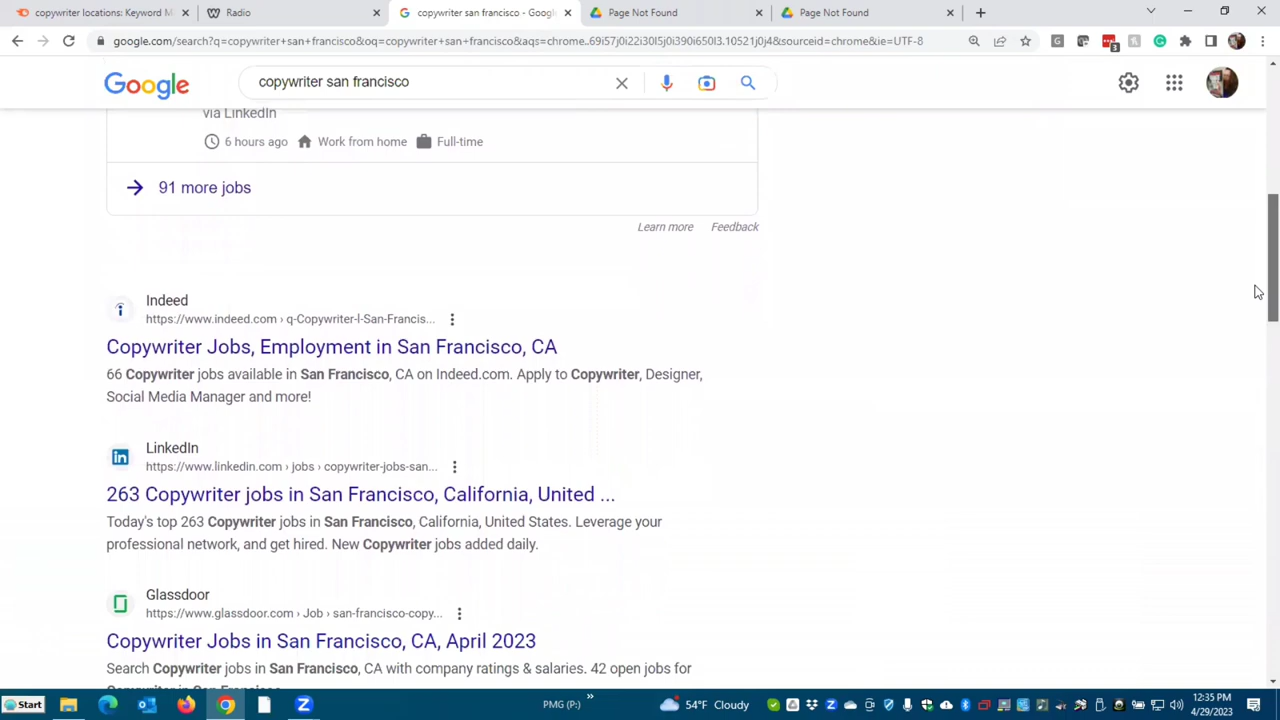 copywriter locations: Keyword M
Radio
copywriter san francisco - Googl
Page Not Found
Page Not Found
google.com/search?q=copywriter+san+francisco&oq=copywriter+san+francisco&aqs=chrome..69i57j0i22i30l5j0i390i650l3.10521j0j4&sourceid=chrome&ie=UTF-8
3
Google
copywriter san francisco
via LinkedIn
6 hours ago Work from home Full-time
91 more jobs
Learn more Feedback
Indeed
https://www.indeed.com › q-Copywriter-l-San-Francis...
Copywriter Jobs, Employment in San Francisco, CA
66 Copywriter jobs available in San Francisco, CA on Indeed.com. Apply to Copywriter, Designer,
Social Media Manager and more!
LinkedIn
https://www.linkedin.com › jobs › copywriter-jobs-san...
263 Copywriter jobs in San Francisco, California, United ...
Today's top 263 Copywriter jobs in San Francisco, California, United States. Leverage your
professional network, and get hired. New Copywriter jobs added daily.
Glassdoor
https://www.glassdoor.com › Job › san-francisco-copy...
Copywriter Jobs in San Francisco, CA, April 2023
Search Copywriter jobs in San Francisco, CA with company ratings & salaries. 42 open jobs for
Copywriter in San Francisco
Start
PMG (P:)
54°F Cloudy
12:35 PM
4/29/2023